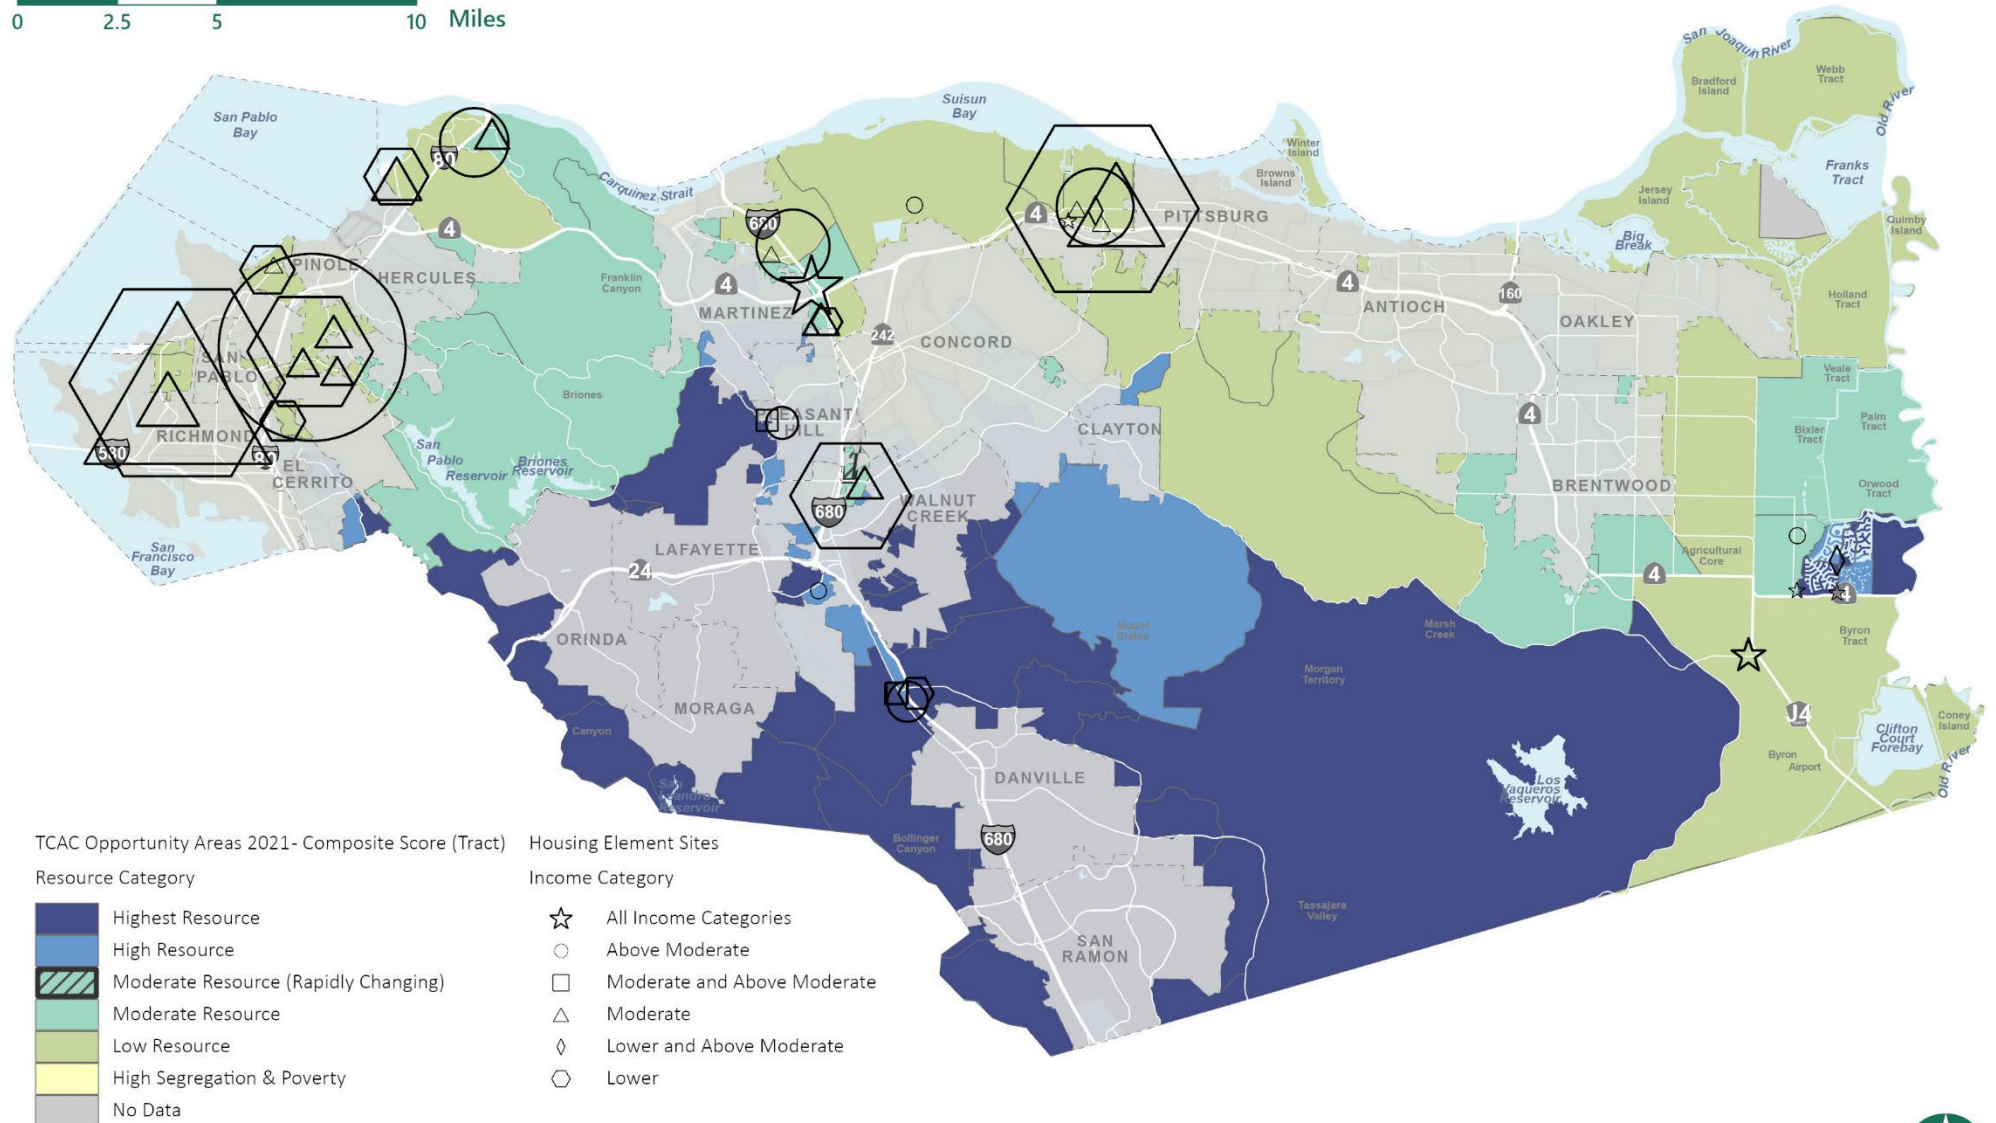 0 2.5 5 10 Miles
San Joaquin River
Webb
Tract
Bradford
Island
Old River
San Pablo
Bay
Suisun
Bay
Winter
Island
Browns
Island
Franks
Tract
Jersey
Island
Quimby
Island
Big
Break
Carquinez Strait
80
4
680
4
PITTSBURG
PINOLE
HERCULES
Franklin
Canyon
4
MARTINEZ
242
CONCORD
4
ANTIOCH
160
OAKLEY
Holland
Tract
SAN
PABLO
Briones
Veale
Tract
Palm
Tract
Bixler
Tract
RICHMOND
580
80
EL
CERRITO
San
Pablo
Reservoir
Briones
Reservoir
PLEASANT
HILL
CLAYTON
4
BRENTWOOD
Orwood
Tract
680
WALNUT
CREEK
San
Francisco
Bay
LAFAYETTE
24
Agricultural
Core
4
4
ORINDA
Mount
Diablo
Marsh
Creek
Byron
Tract
Morgan
Territory
MORAGA
Canyon
J4
Clifton
Court
Forebay
Coney
Island
Old River
Byron
Airport
DANVILLE
San
Leandro
Reservoir
Los
Vaqueros
Reservoir
Bollinger
Canyon
680
Tassajara
Valley
SAN
RAMON
TCAC Opportunity Areas 2021- Composite Score (Tract)
Resource Category
Highest Resource
High Resource
Moderate Resource (Rapidly Changing)
Moderate Resource
Low Resource
High Segregation & Poverty
No Data
Housing Element Sites
Income Category
All Income Categories
Above Moderate
Moderate and Above Moderate
Moderate
Lower and Above Moderate
Lower